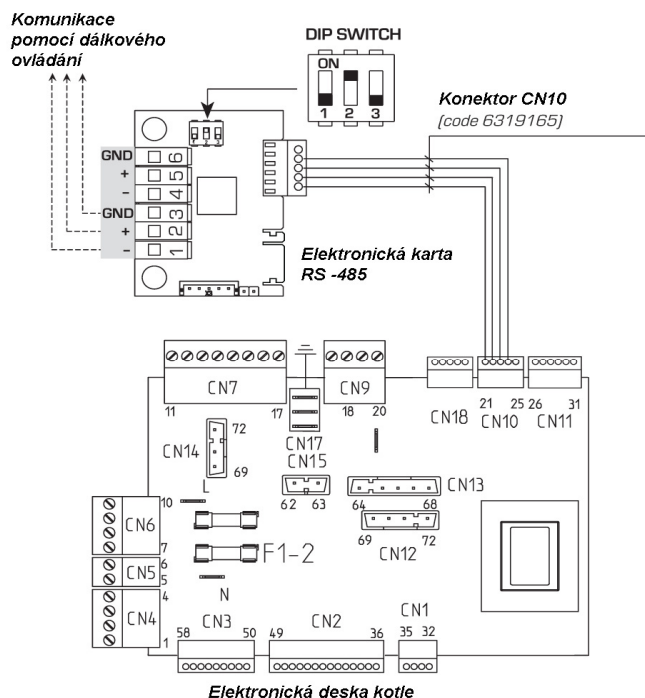 Komunikace
pomocí dálkového
ovládání
DIP SWITCH
ON
1 2 3
Konektor CN10
(code 6319165)
GND 6
+ 5
- 4
GND 3
+ 2
- 1
Elektronická karta
RS -485
CN7
11 17
CN9
18 20
CN17
CN18
21 25
CN10
26 31
CN11
CN14
72
69
CN15
62 63
CN13
64 68
CN12
69 72
L
F1-2
N
10
CN6
7
6
CN5
5
4
CN4
1
58 CN3 50
49 CN2 36
CN1
35 32
Elektronická deska kotle